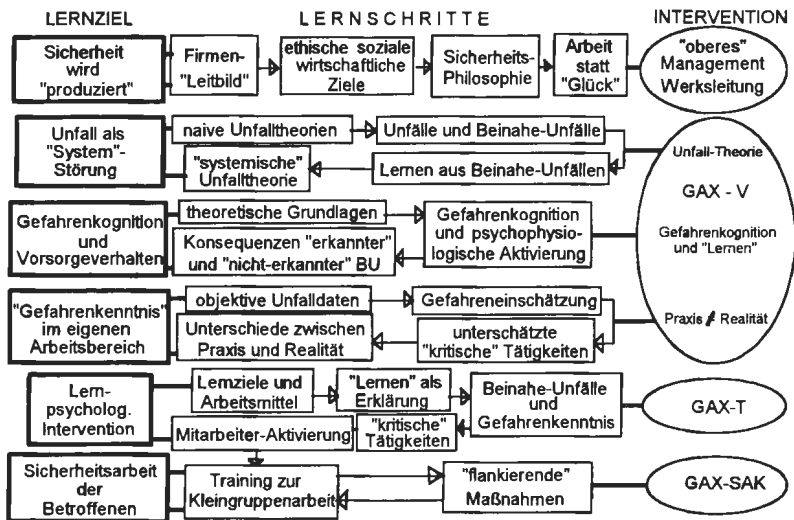 LERNZIEL
LERNSCHRITTE
INTERVENTION
Sicherheit
wird
"produziert"
Firmen-
"Leitbild"
ethische soziale
wirtschaftliche
Ziele
Sicherheits-
Philosophie
Arbeit
statt
"Glück"
"oberes"
Management
Werksleitung
Unfall als
"System"-
Störung
naive Unfalltheorien
Unfälle und Beinahe-Unfälle
"systemische"
Unfalltheorie
Lernen aus Beinahe-Unfällen
Unfall-Theorie
GAX - V
Gefahrenkognition
und "Lernen"
Praxis ≠ Realität
Gefahrenkognition
und
Vorsorgeverhalten
theoretische Grundlagen
Konsequenzen "erkannter"
und "nicht-erkannter" BU
Gefahrenkognition
und psychophysio-
logische Aktivierung
"Gefahrenkenntnis"
im eigenen
Arbeitsbereich
objektive Unfalldaten
Gefahreneinschätzung
Unterschiede zwischen
Praxis und Realität
unterschätzte
"kritische" Tätigkeiten
Lern-
psycholog.
Intervention
Lernziele und
Arbeitsmittel
"Lernen" als
Erklärung
Beinahe-Unfälle
und
Gefahrenkenntnis
GAX-T
Mitarbeiter-Aktivierung
"kritische"
Tätigkeiten
Sicherheitsarbeit
der
Betroffenen
Training zur
Kleingruppenarbeit
"flankierende"
Maßnahmen
GAX-SAK